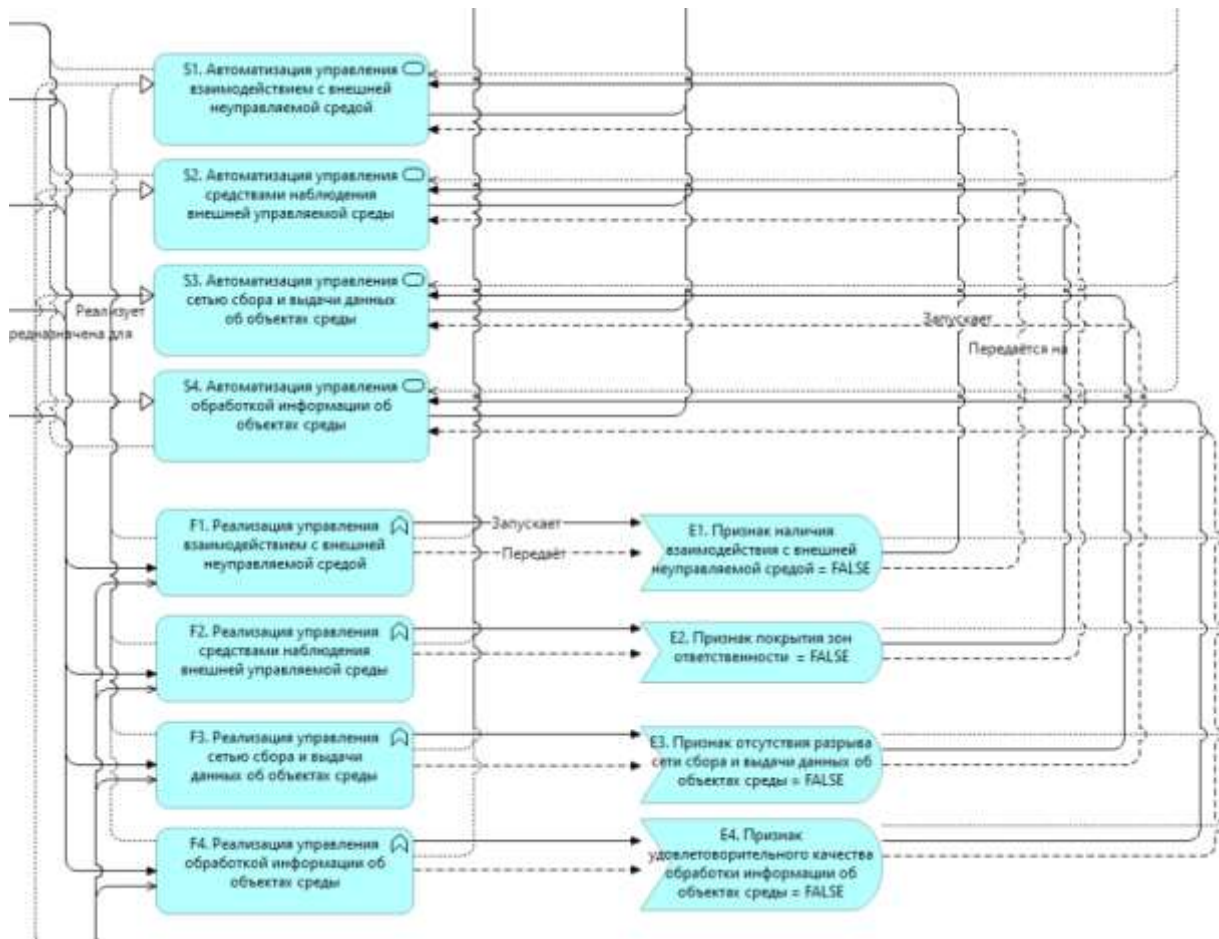 S1. Автоматизация управления
взаимодействием с внешней
неуправляемой средой
S2. Автоматизация управления
средствами наблюдения
внешней управляемой среды
S3. Автоматизация управления
сетью сбора и выдачи данных
об объектах среды
Реализует
редназначена для
Запускает
Передаётся на
S4. Автоматизация управления
обработкой информации об
объектах среды
F1. Реализация управления
взаимодействием с внешней
неуправляемой средой
Запускает
Передаёт
E1. Признак наличия
взаимодействия с внешней
неуправляемой средой = FALSE
F2. Реализация управления
средствами наблюдения
внешней управляемой среды
E2. Признак покрытия зон
ответственности = FALSE
F3. Реализация управления
сетью сбора и выдачи
данных об объектах среды
E3. Признак отсутствия разрыва
сети сбора и выдачи данных об
объектах среды = FALSE
F4. Реализация управления
обработкой информации об
объектах среды
E4. Признак
удовлетворительного качества
обработки информации об
объектах среды = FALSE